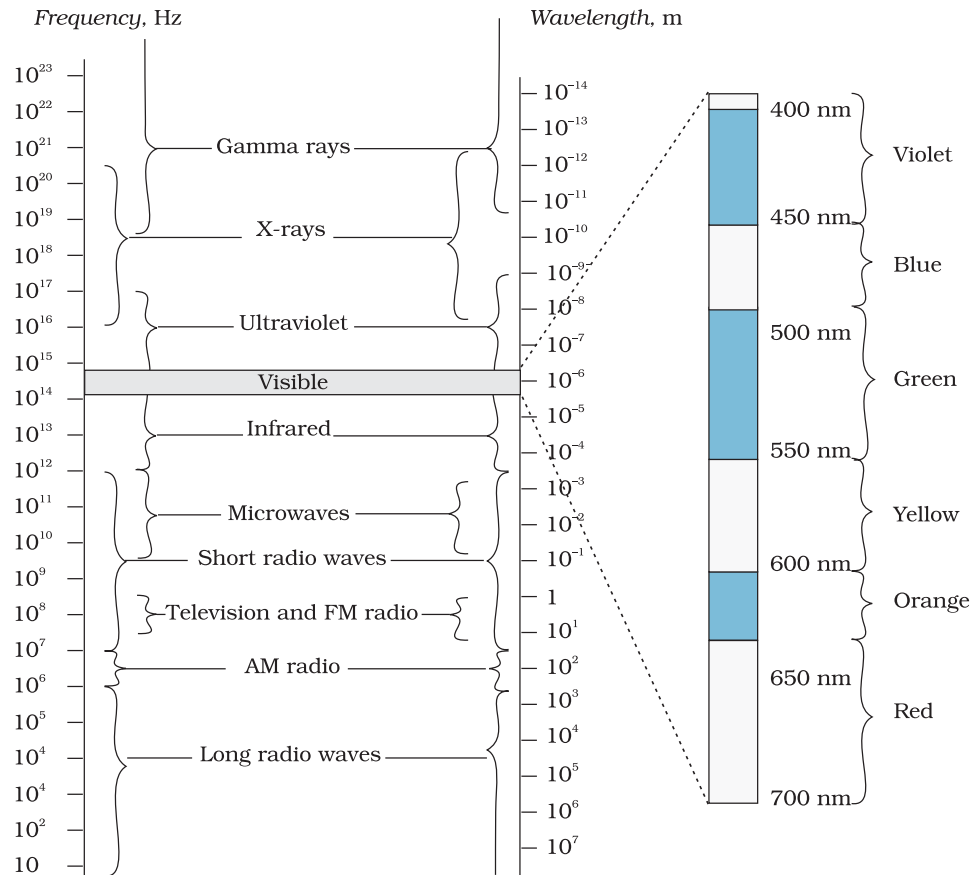 Frequency, Hz
Wavelength, m
10²³
10²²
10²¹
10²⁰
10¹⁹
10¹⁸
10¹⁷
10¹⁶
10¹⁵
10¹⁴
10¹³
10¹²
10¹¹
10¹⁰
10⁹
10⁸
10⁷
10⁶
10⁵
10⁴
10⁴
10²
10
Gamma rays
X-rays
Ultraviolet
Visible
Infrared
Microwaves
Short radio waves
Television and FM radio
AM radio
Long radio waves
10⁻¹⁴
10⁻¹³
10⁻¹²
10⁻¹¹
10⁻¹⁰
10⁻⁹
10⁻⁸
10⁻⁷
10⁻⁶
10⁻⁵
10⁻⁴
10⁻³
10⁻²
10⁻¹
1
10¹
10²
10³
10⁴
10⁵
10⁶
10⁷
400 nm
450 nm
500 nm
550 nm
600 nm
650 nm
700 nm
Violet
Blue
Green
Yellow
Orange
Red